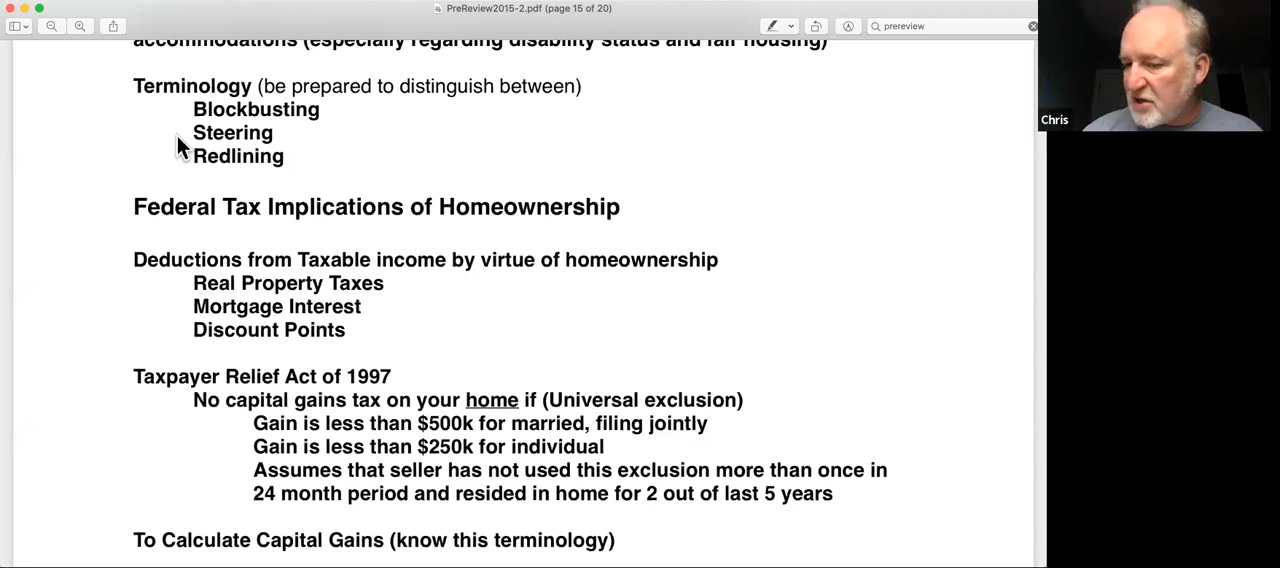 PreReview2015-2.pdf (page 15 of 20)
prereview
accommodations (especially regarding disability status and fair housing)
Chris
Terminology (be prepared to distinguish between)
Blockbusting
Steering
Redlining
Federal Tax Implications of Homeownership
Deductions from Taxable income by virtue of homeownership
Real Property Taxes
Mortgage Interest
Discount Points
Taxpayer Relief Act of 1997
No capital gains tax on your home if (Universal exclusion)
Gain is less than $500k for married, filing jointly
Gain is less than $250k for individual
Assumes that seller has not used this exclusion more than once in
24 month period and resided in home for 2 out of last 5 years
To Calculate Capital Gains (know this terminology)